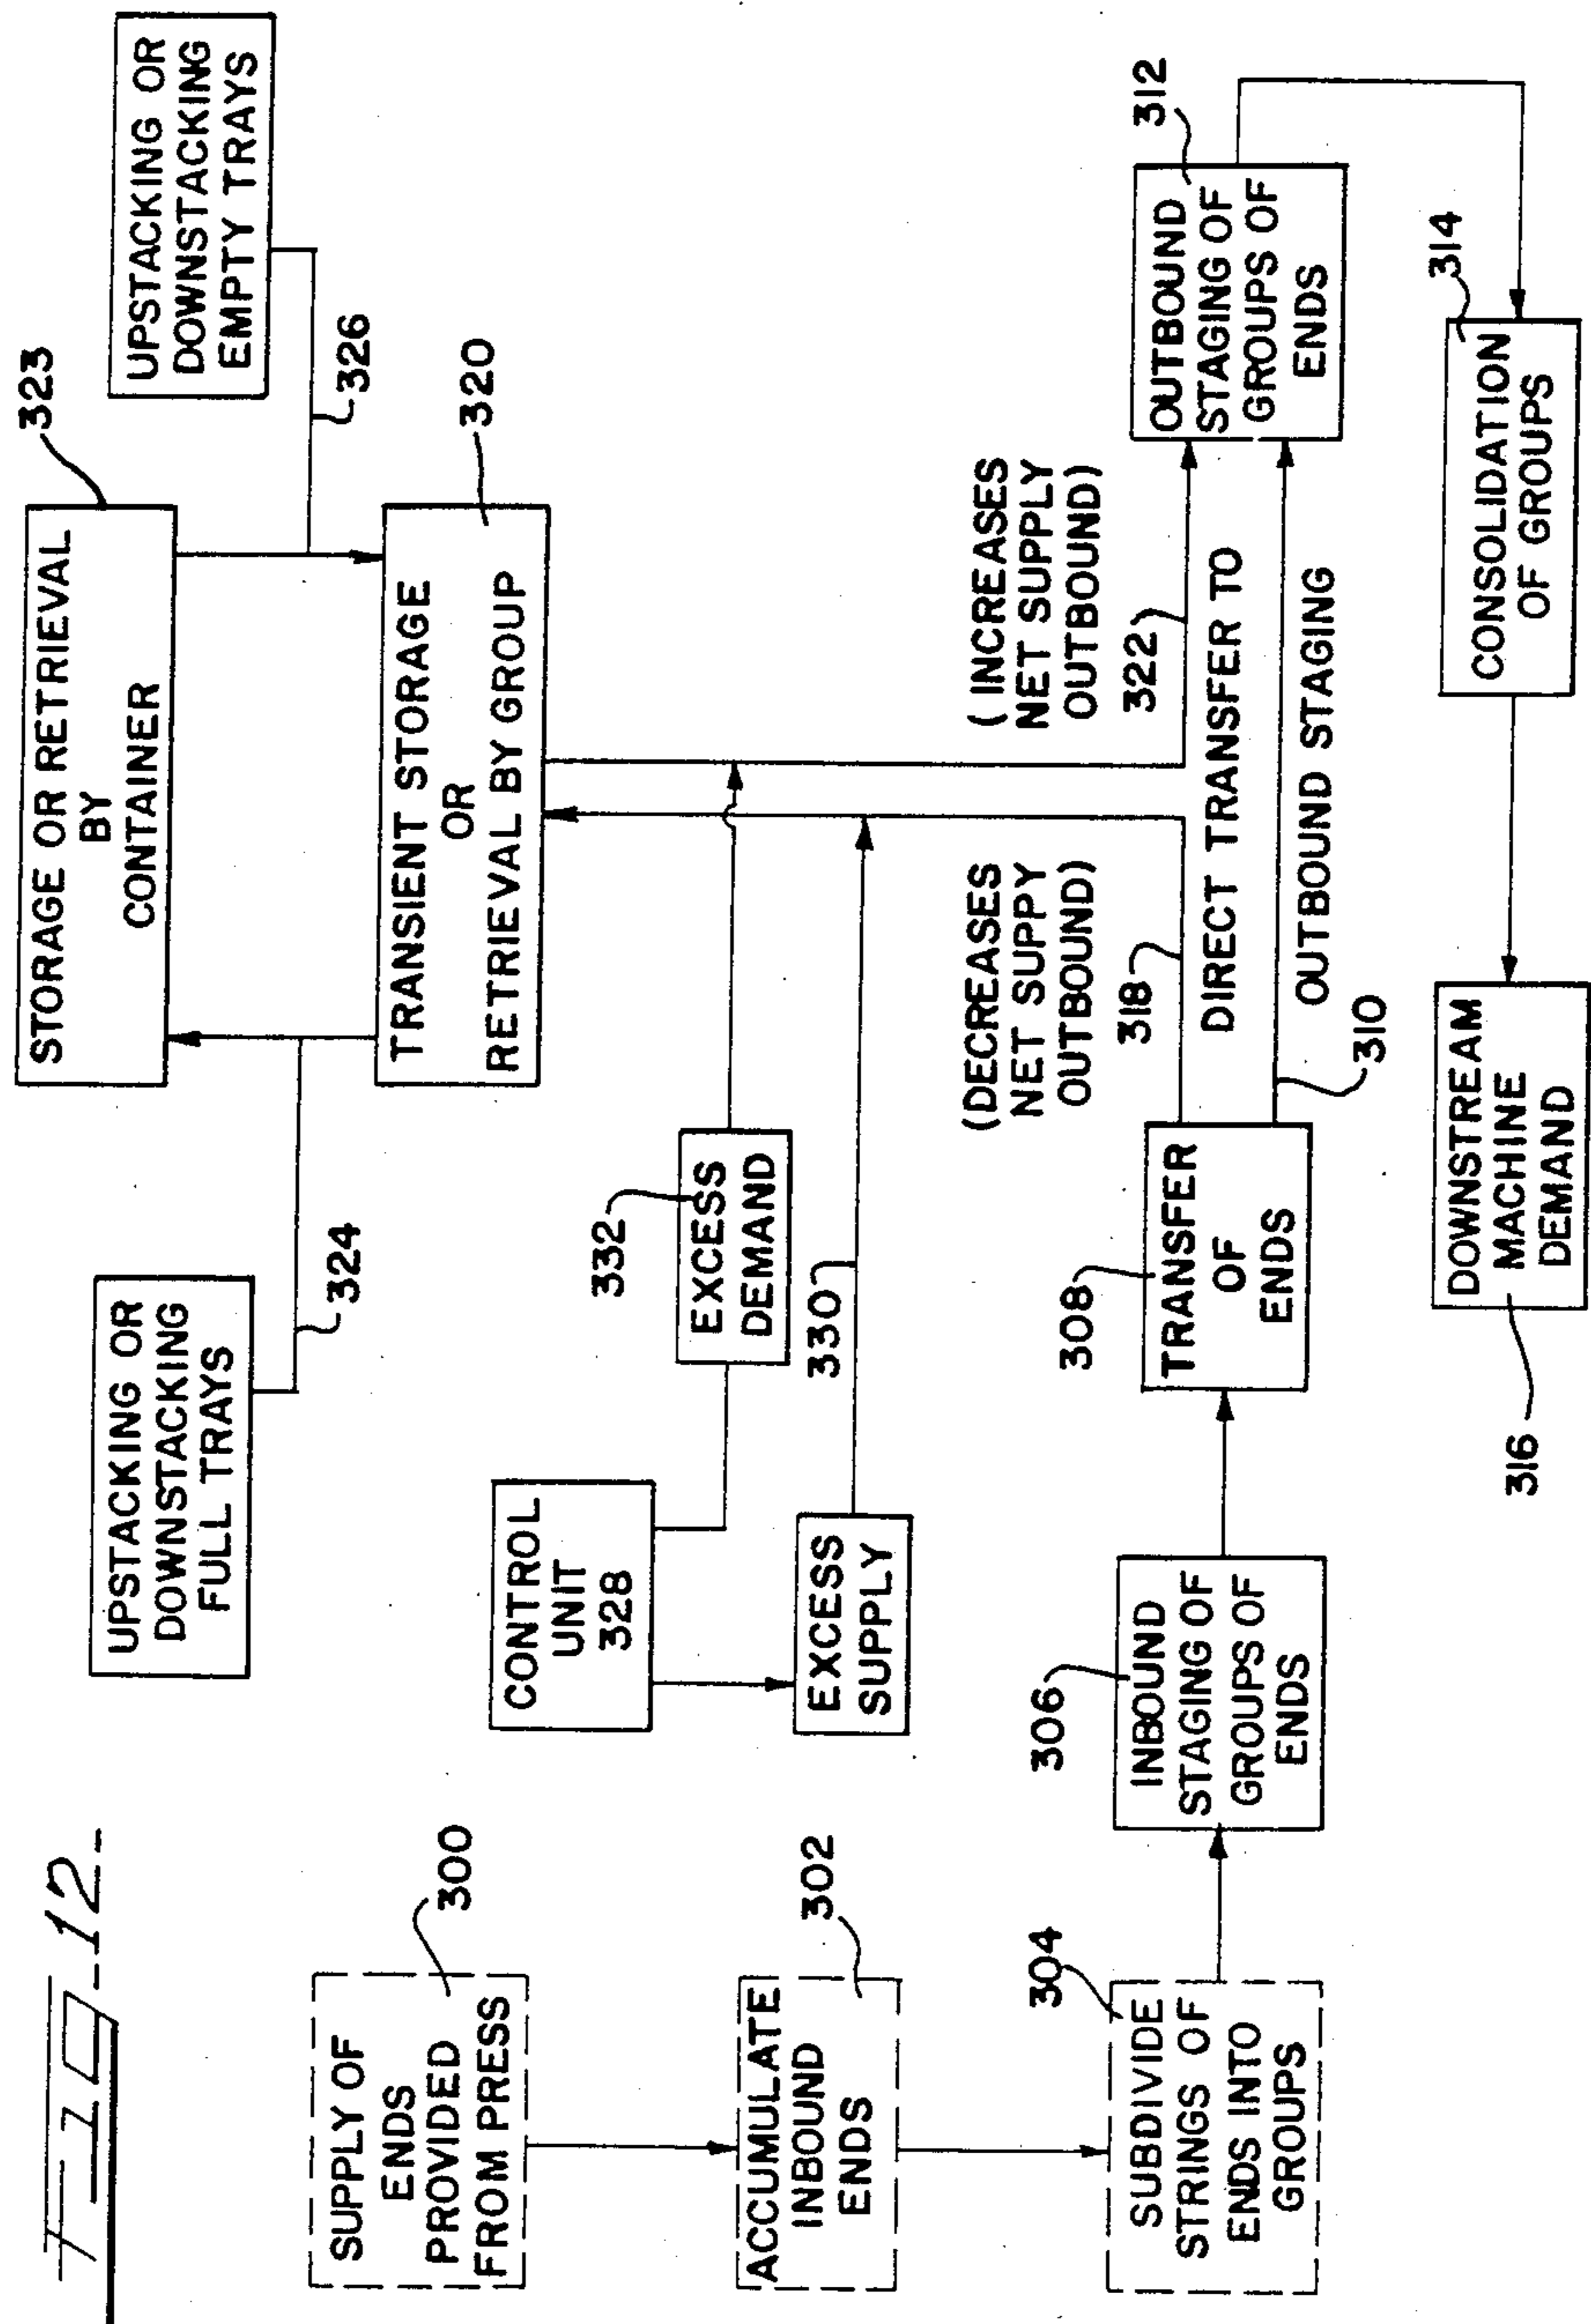 FIG-12-
SUPPLY OF
ENDS
PROVIDED
FROM PRESS
300
ACCUMULATE
INBOUND
ENDS
302
SUBDIVIDE
STRINGS OF
ENDS INTO
GROUPS
304
INBOUND
STAGING OF
GROUPS OF
ENDS
306
TRANSFER
OF
ENDS
308
UPSTACKING OR
DOWNSTACKING
FULL TRAYS
324
STORAGE OR RETRIEVAL
BY
CONTAINER
323
UPSTACKING OR
DOWNSTACKING
EMPTY TRAYS
326
TRANSIENT STORAGE
OR
RETRIEVAL BY GROUP
320
CONTROL
UNIT
328
EXCESS
DEMAND
332
EXCESS
SUPPLY
330
(DECREASES
NET SUPPY
OUTBOUND)
318
(INCREASES
NET SUPPLY
OUTBOUND)
322
DIRECT TRANSFER TO
OUTBOUND STAGING
310
OUTBOUND
STAGING OF
GROUPS OF
ENDS
312
CONSOLIDATION
OF GROUPS
314
DOWNSTREAM
MACHINE
DEMAND
316